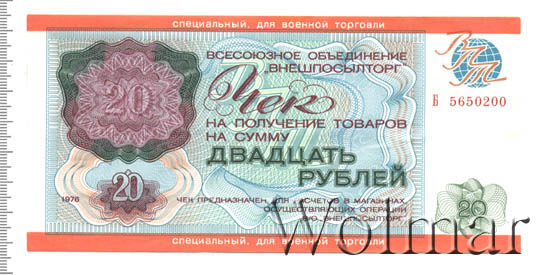 специальный, для военной торговли
ВСЕСОЮЗНОЕ ОБЪЕДИНЕНИЕ
„ВНЕШПОСЫЛТОРГ"
ВПТ
20
Чек
Б 5650200
НА ПОЛУЧЕНИЕ ТОВАРОВ
НА СУММУ
ДВАДЦАТЬ
РУБЛЕЙ
20
20
1976
ЧЕК ПРЕДНАЗНАЧЕН ДЛЯ РАСЧЕТОВ В МАГАЗИНАХ,
ОСУЩЕСТВЛЯЮЩИХ ОПЕРАЦИИ
ВНЕШПОСЫЛТОРГ
специальный, для военной торговли
Wolmar